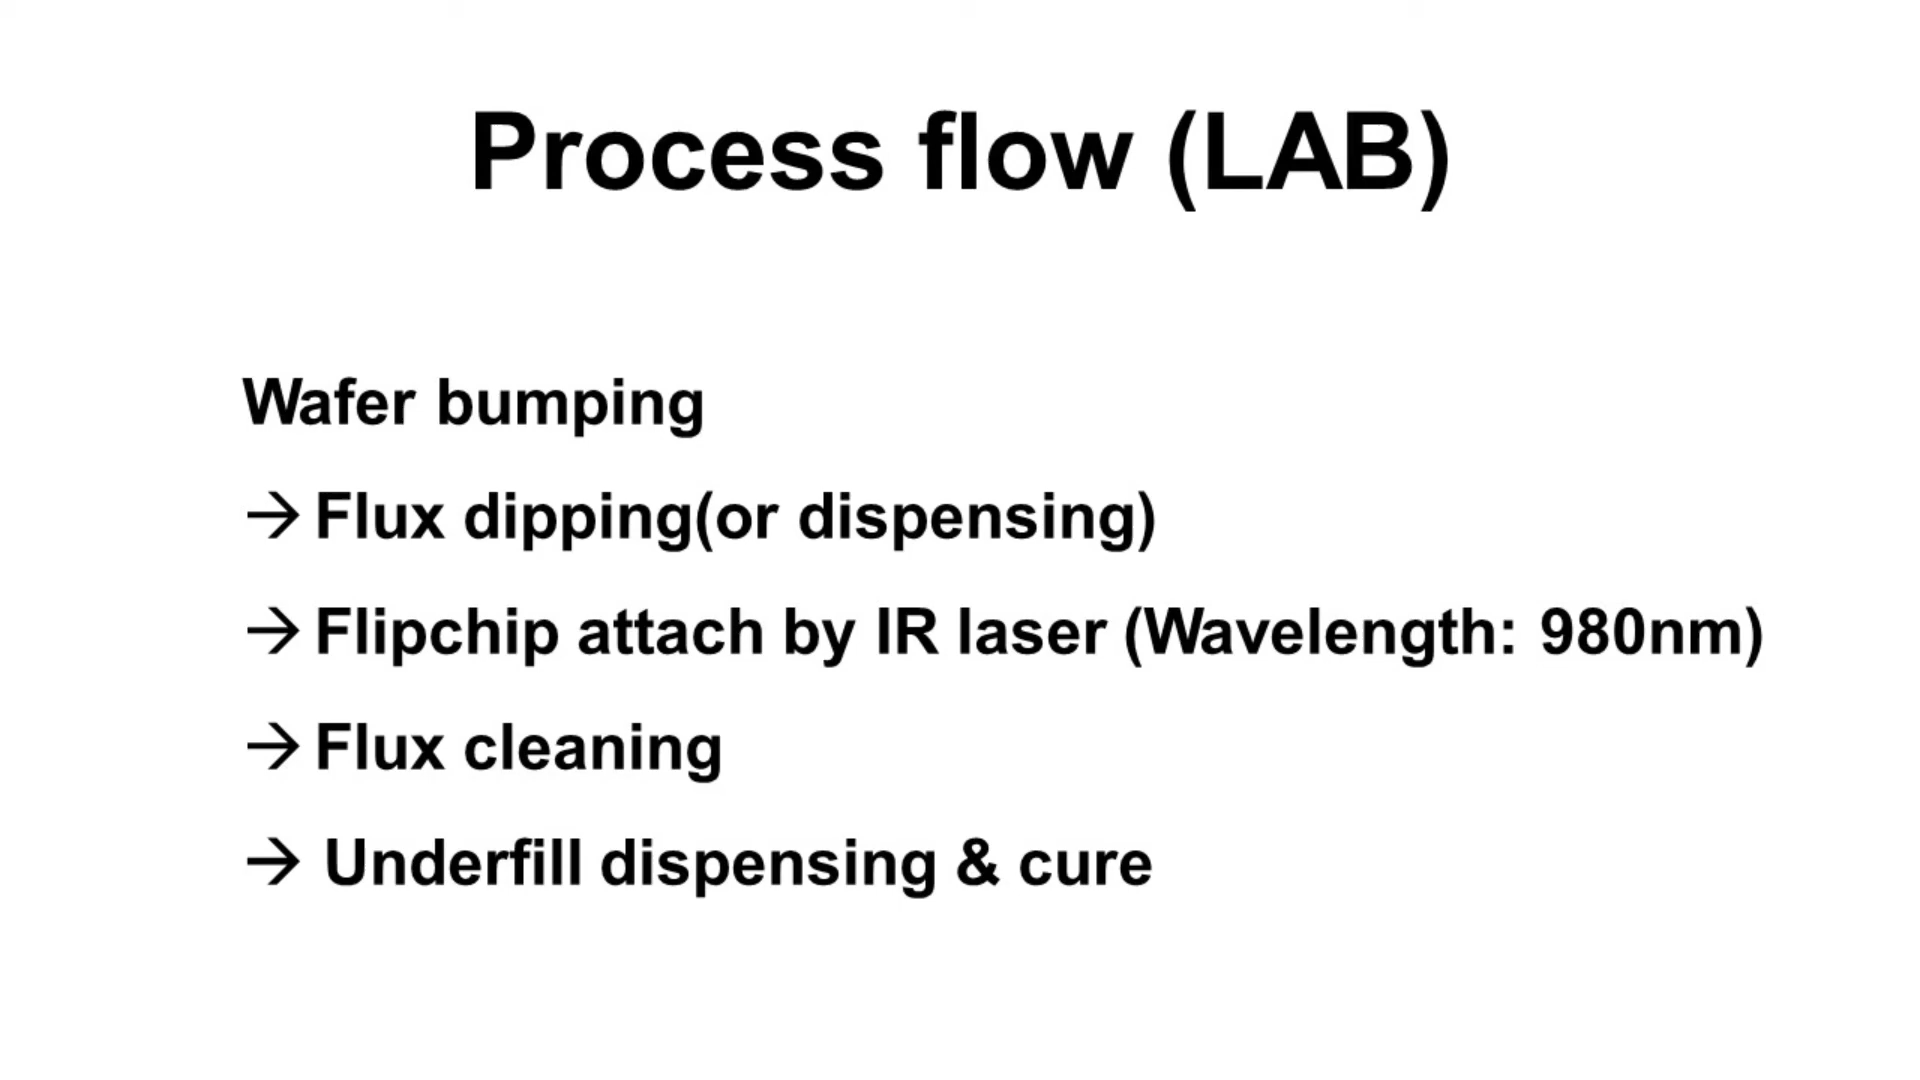 Process flow (LAB)
Wafer bumping
→ Flux dipping(or dispensing)
→ Flipchip attach by IR laser (Wavelength: 980nm)
→ Flux cleaning
→ Underfill dispensing & cure